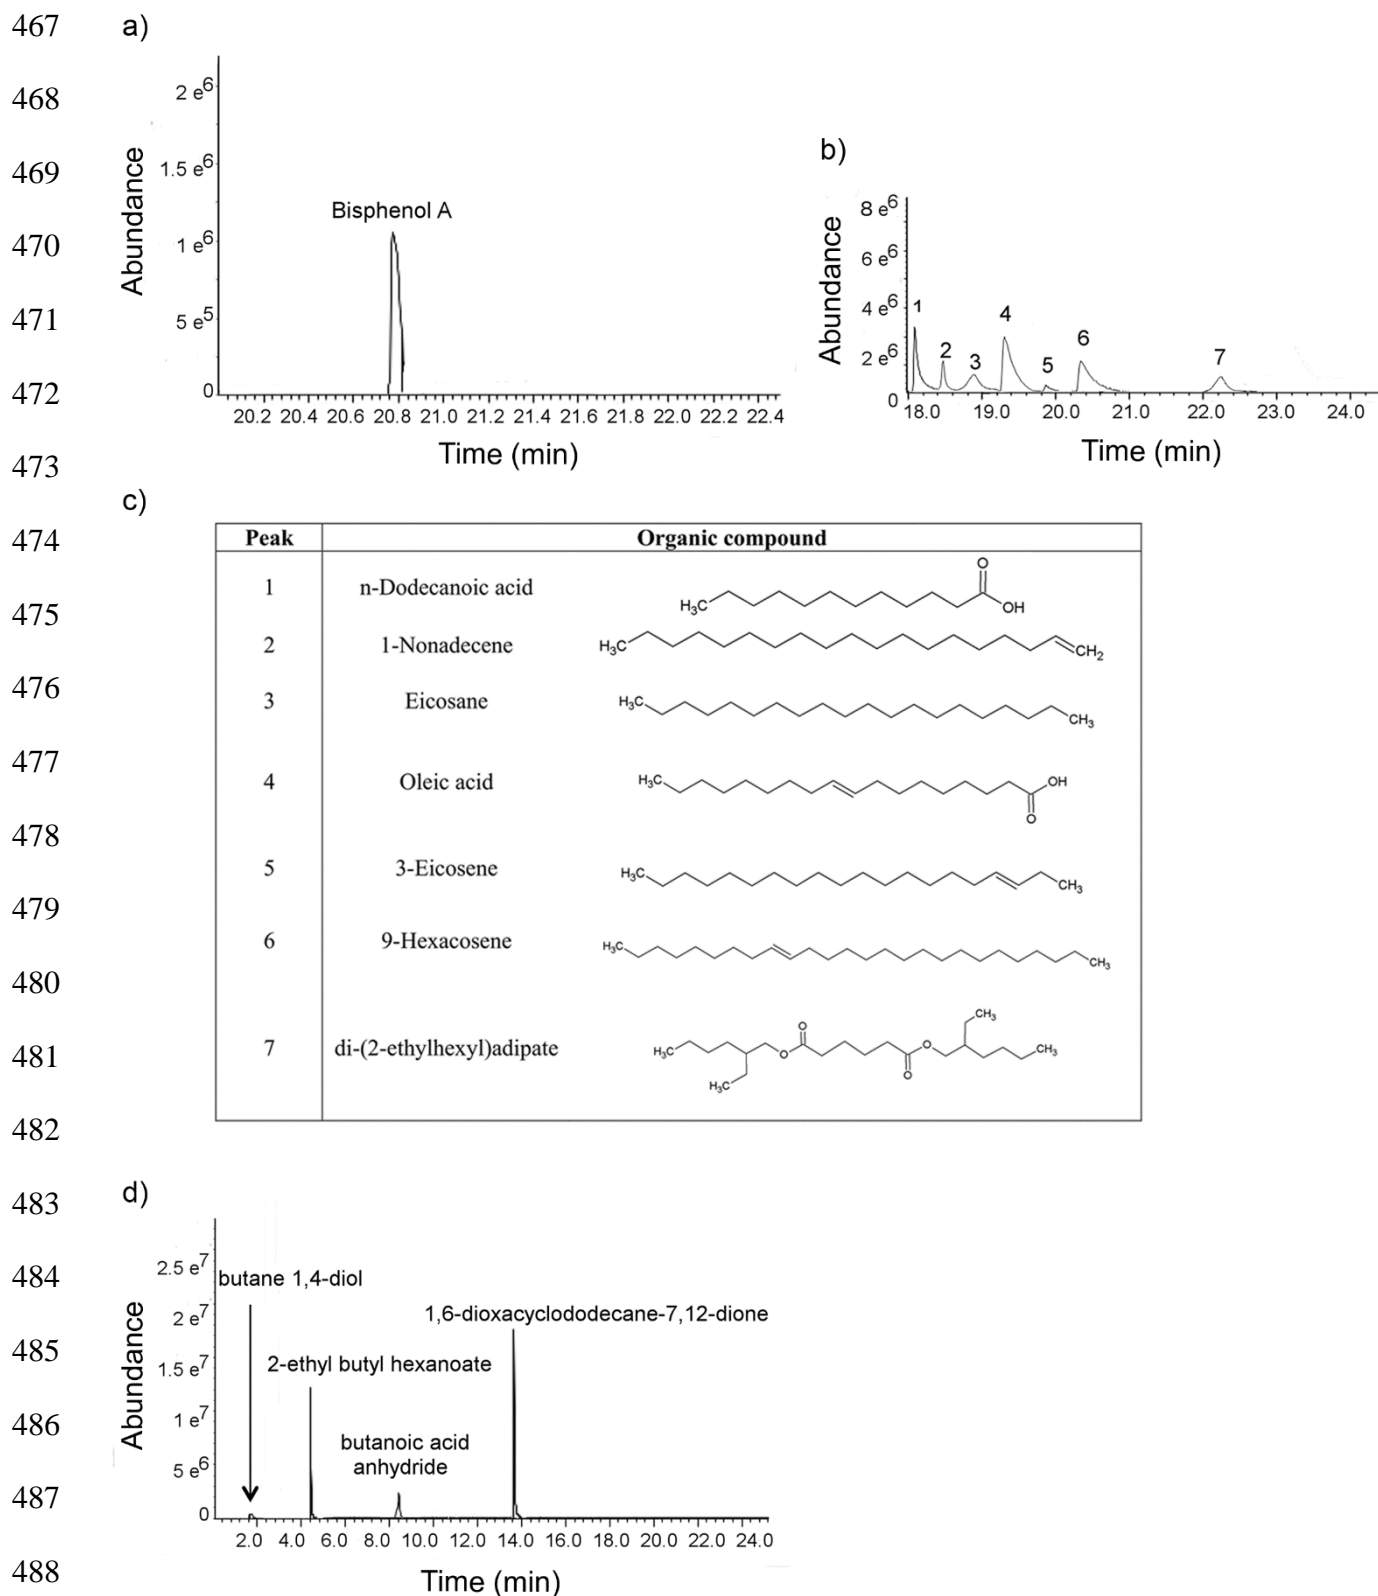 467
a)
2 e6
468
1.5 e6
469
Abundance
Bisphenol A
470
1 e6
471
5 e5
472
0
20.2 20.4 20.6 20.8 21.0 21.2 21.4 21.6 21.8 22.0 22.2 22.4
Time (min)
b)
8 e6
6 e6
Abundance
4 e6
2 e6
0
1
2
3
4
5
6
7
18.0 19.0 20.0 21.0 22.0 23.0 24.0
Time (min)
473
c)
474
Peak Organic compound
1 n-Dodecanoic acid H3C O OH
475
2 1-Nonadecene H3C CH2
476
3 Eicosane H3C CH3
477
4 Oleic acid H3C OH O
478
5 3-Eicosene H3C CH3
479
6 9-Hexacosene H3C CH3
480
7 di-(2-ethylhexyl)adipate H3C H3C O O O O CH3 CH3
481
482
483
d)
484
2.5 e7
butane 1,4-diol
2 e7
1,6-dioxacyclododecane-7,12-dione
485
Abundance
1.5 e7
2-ethyl butyl hexanoate
486
1 e7
butanoic acid
anhydride
5 e6
487
0
2.0 4.0 6.0 8.0 10.0 12.0 14.0 16.0 18.0 20.0 22.0 24.0
Time (min)
488